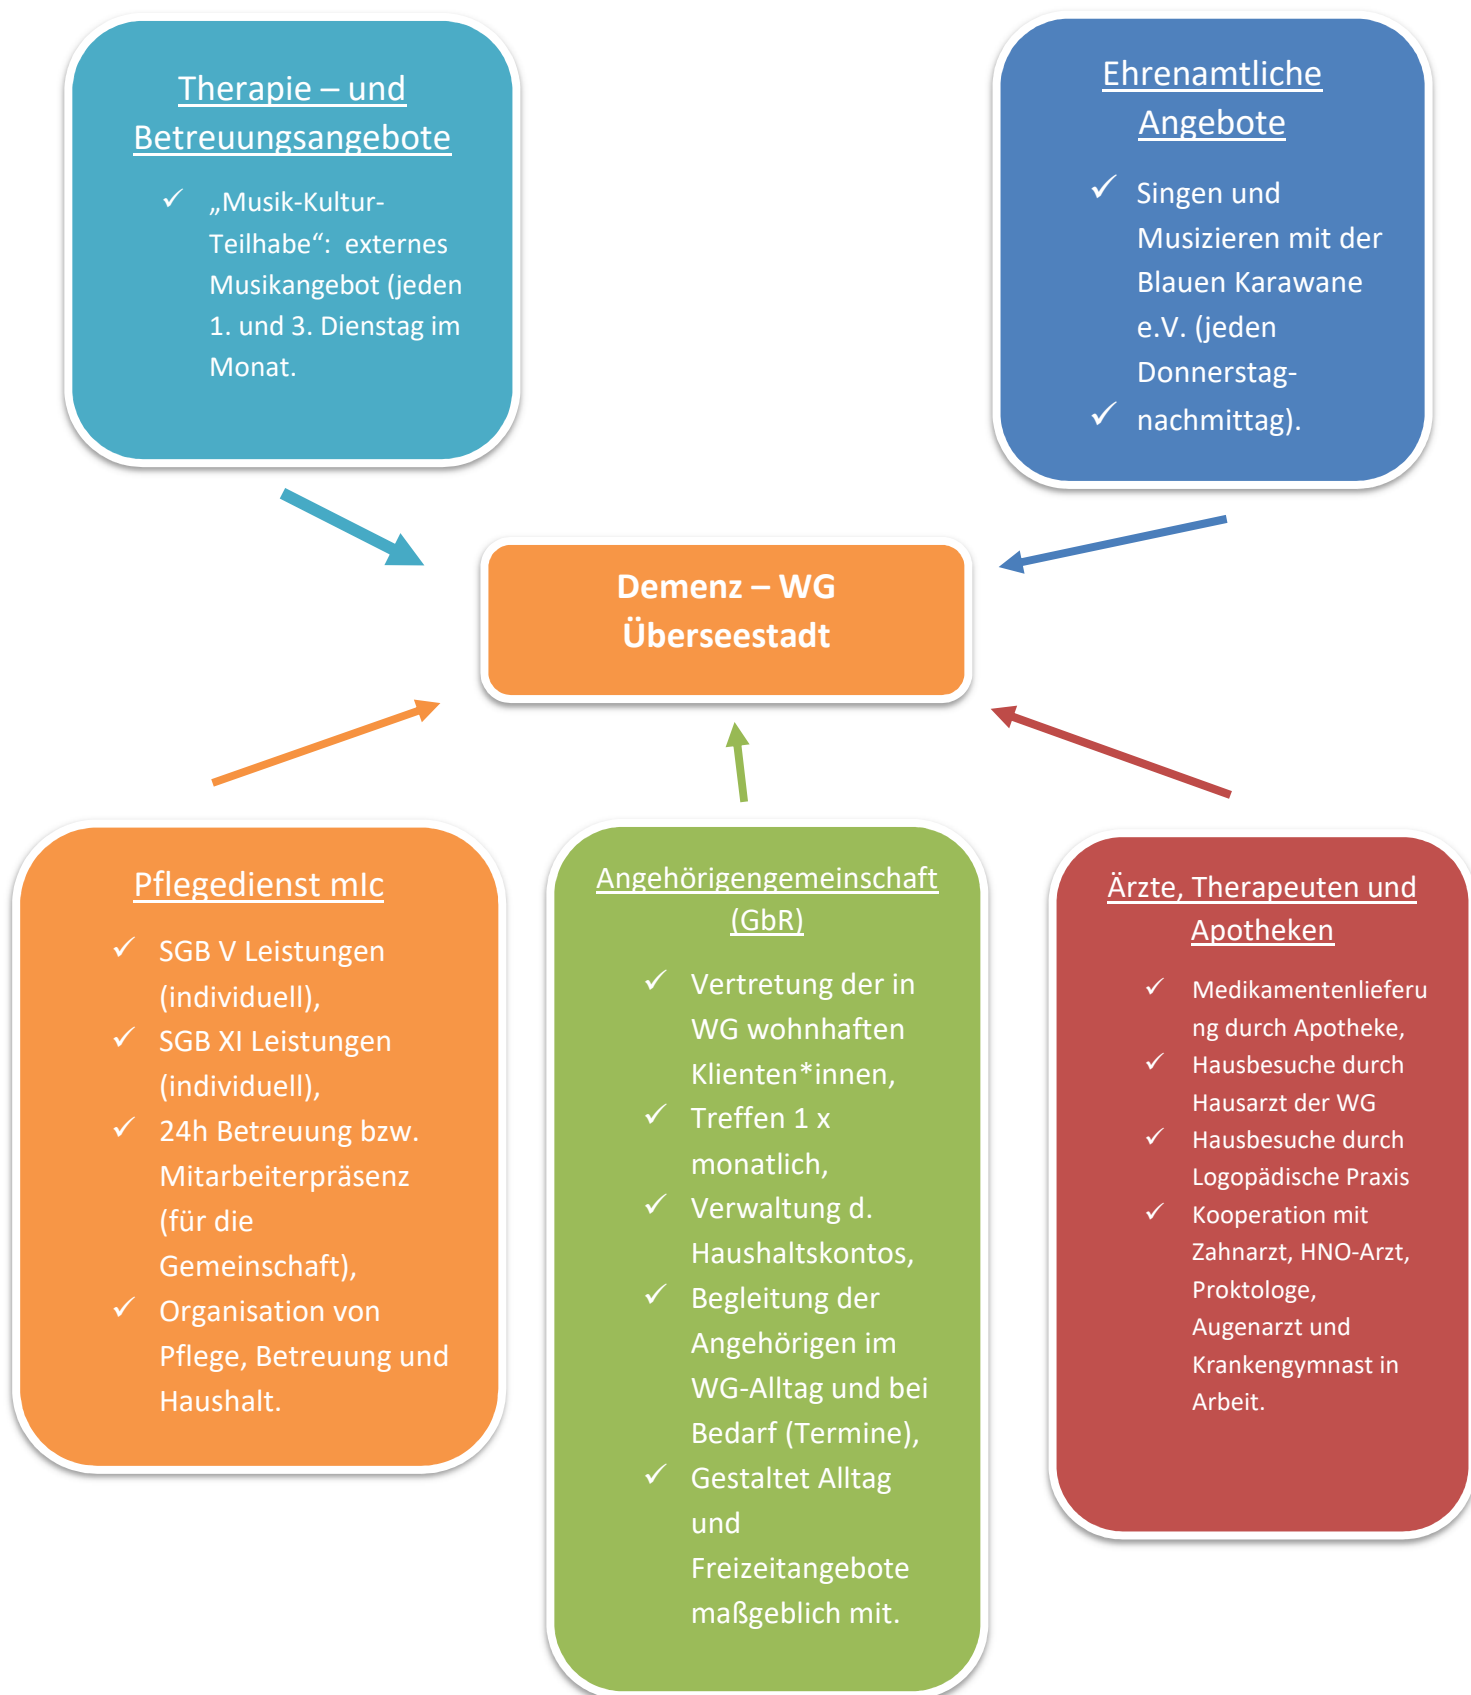 Therapie – und
Betreuungsangebote
✓ „Musik-Kultur-
Teilhabe“: externes
Musikangebot (jeden
1. und 3. Dienstag im
Monat.
Ehrenamtliche
Angebote
✓ Singen und
Musizieren mit der
Blauen Karawane
e.V. (jeden
Donnerstag-
✓ nachmittag).
Demenz – WG
Überseestadt
Pflegedienst mlc
✓ SGB V Leistungen
(individuell),
✓ SGB XI Leistungen
(individuell),
✓ 24h Betreuung bzw.
Mitarbeiterpräsenz
(für die
Gemeinschaft),
✓ Organisation von
Pflege, Betreuung und
Haushalt.
Angehörigengemeinschaft
(GbR)
✓ Vertretung der in
WG wohnhaften
Klienten*innen,
✓ Treffen 1 x
monatlich,
✓ Verwaltung d.
Haushaltskontos,
✓ Begleitung der
Angehörigen im
WG-Alltag und bei
Bedarf (Termine),
✓ Gestaltet Alltag
und
Freizeitangebote
maßgeblich mit.
Ärzte, Therapeuten und
Apotheken
✓ Medikamentenlieferu
ng durch Apotheke,
✓ Hausbesuche durch
Hausarzt der WG
✓ Hausbesuche durch
Logopädische Praxis
✓ Kooperation mit
Zahnarzt, HNO-Arzt,
Proktologe,
Augenarzt und
Krankengymnast in
Arbeit.